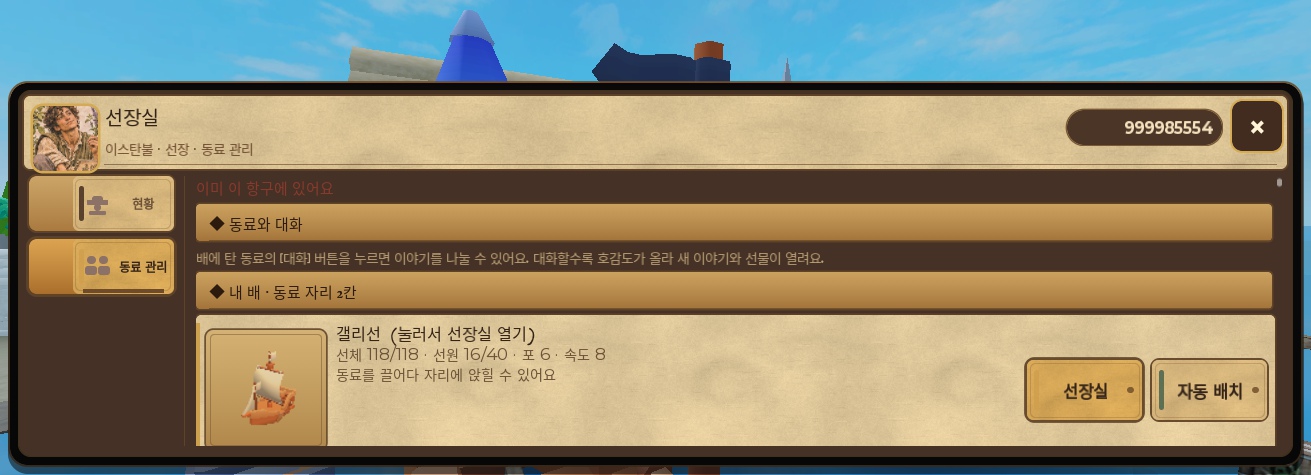 선장실
이스탄불 · 선장 · 동료 관리
999985554
현황
동료 관리
이미 이 항구에 있어요
◆ 동료와 대화
배에 탄 동료의 [대화] 버튼을 누르면 이야기를 나눌 수 있어요. 대화할수록 호감도가 올라 새 이야기와 선물이 열려요.
◆ 내 배 · 동료 자리 2칸
갤리선 (눌러서 선장실 열기)
선체 118/118 · 선원 16/40 · 포 6 · 속도 8
동료를 끌어다 자리에 앉힐 수 있어요
선장실
자동 배치